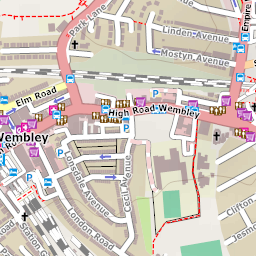 Park Lane
Linden Avenue
Mostyn Avenue
Empire
Elm Road
High Road Wembley
Wembley
Lonsdale Avenue
Cecil Avenue
London Road
Station G
Clifton
Jesm